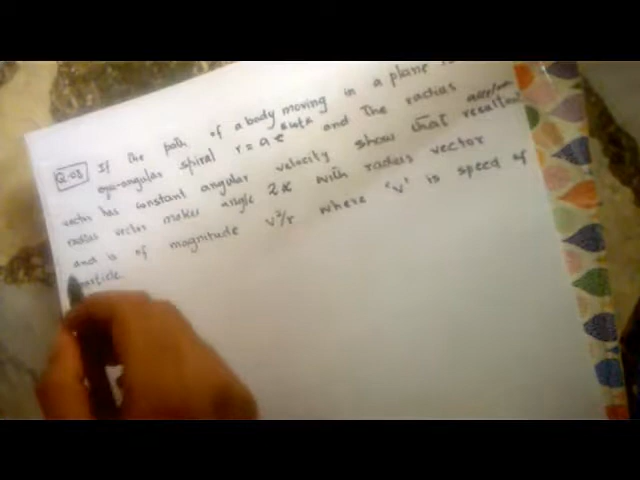 Q.03 If the path of a body moving in a plane
equi-angular spiral r = a e and the radius
vector has constant angular velocity show that resultant accl/on
radius vector makes angle 2α with radius vector
and is of magnitude v²/r where 'v' is speed of
particle.